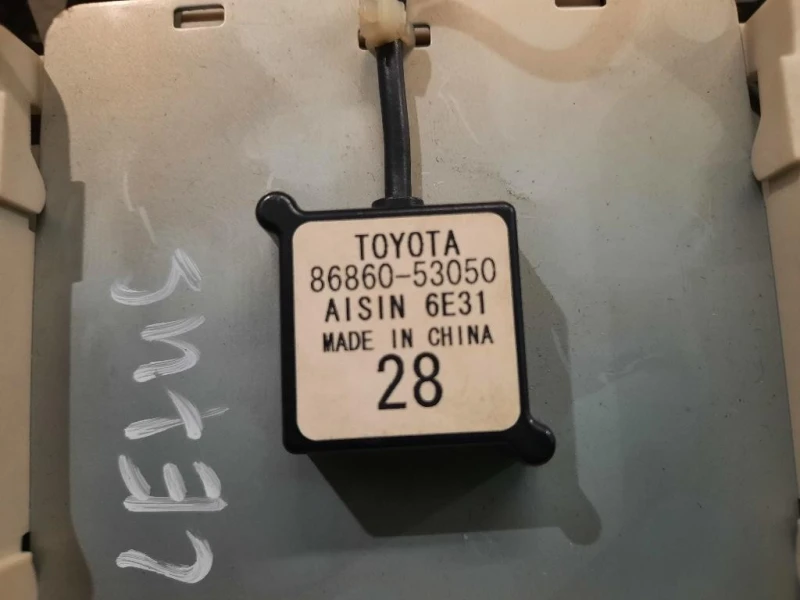 TOYOTA
86860-53050
AISIN 6E31
MADE IN CHINA
28